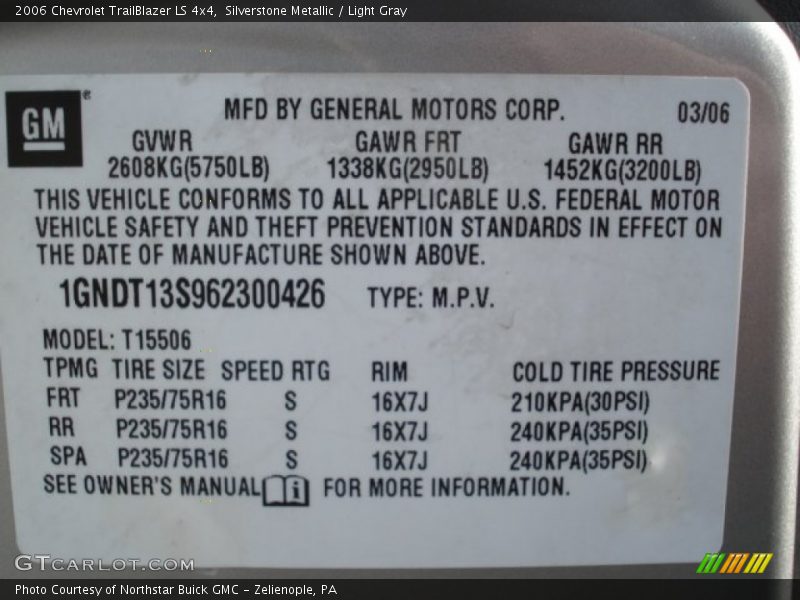 2006 Chevrolet TrailBlazer LS 4x4,  Silverstone Metallic / Light Gray
GM®
MFD BY GENERAL MOTORS CORP. 03/06
GVWR GAWR FRT GAWR RR
2608KG(5750LB) 1338KG(2950LB) 1452KG(3200LB)
THIS VEHICLE CONFORMS TO ALL APPLICABLE U.S. FEDERAL MOTOR
VEHICLE SAFETY AND THEFT PREVENTION STANDARDS IN EFFECT ON
THE DATE OF MANUFACTURE SHOWN ABOVE.
1GNDT13S962300426 TYPE: M.P.V.
MODEL: T15506
TPMG TIRE SIZE SPEED RTG RIM COLD TIRE PRESSURE
FRT P235/75R16 S 16X7J 210KPA(30PSI)
RR P235/75R16 S 16X7J 240KPA(35PSI)
SPA P235/75R16 S 16X7J 240KPA(35PSI)
SEE OWNER'S MANUAL i FOR MORE INFORMATION.
GTCARLOT.COM
Photo Courtesy of Northstar Buick GMC - Zelienople, PA